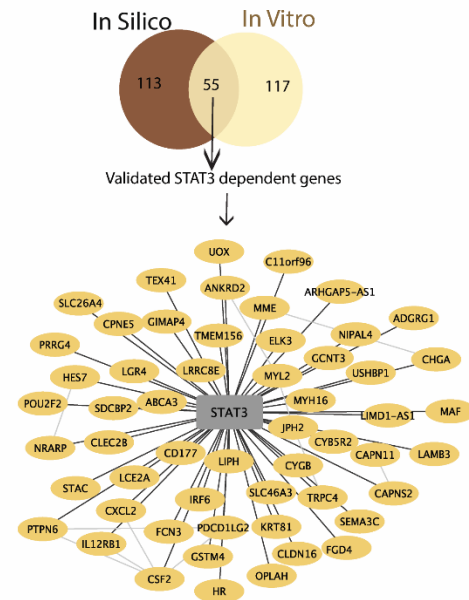 In Silico In Vitro
113 55 117
Validated STAT3 dependent genes
UOX
C11orf96
TEX41
ANKRD2
ARHGAP5-AS1
SLC26A4
MME
CPNE5
GIMAP4
TMEM156
ELK3
NIPAL4
ADGRG1
PRRG4
GCNT3
CHGA
LGR4
LRRC8E
MYL2
USHBP1
HES7
ABCA3
MYH16
POU2F2
SDCBP2
STAT3
LIMD1-AS1
MAF
JPH2
NRARP
CLEC2B
CYB5R2
CD177
CAPN11
LAMB3
LIPH
CYGB
STAC
LCE2A
SLC46A3
CAPNS2
IRF6
TRPC4
CXCL2
PTPN6
FCN3
PDCD1LG2
KRT81
SEMA3C
IL12RB1
GSTM4
CLDN16
FGD4
CSF2
OPLAH
HR